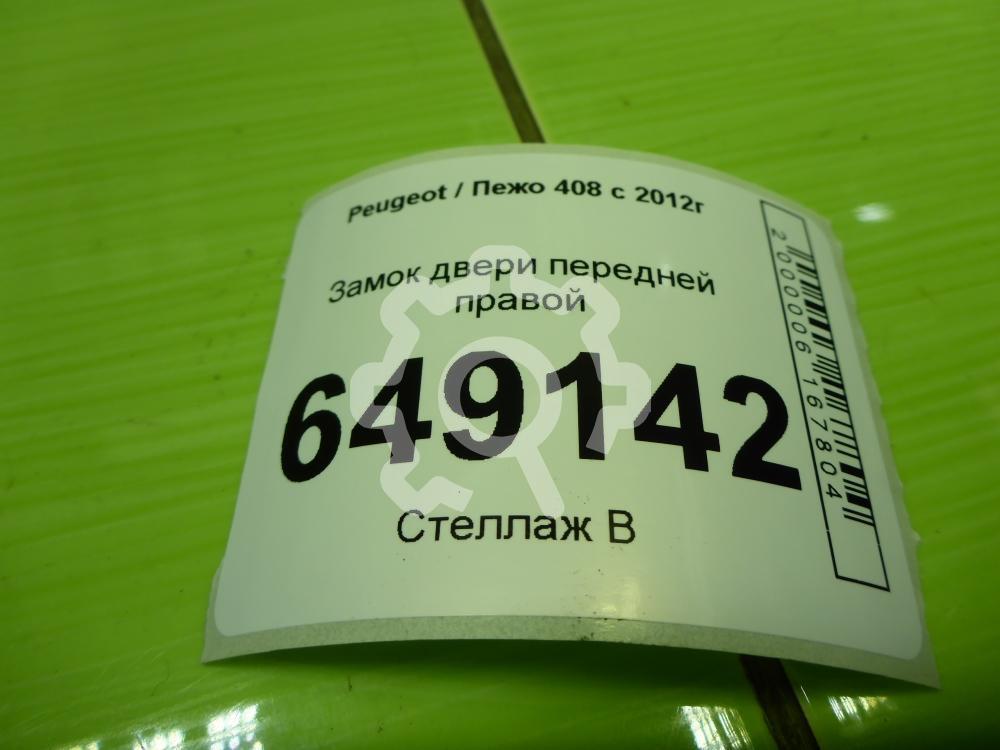 Peugeot / Пежо 408 с 2012г
Замок двери передней
правой
649142
Стеллаж В
2000006167804